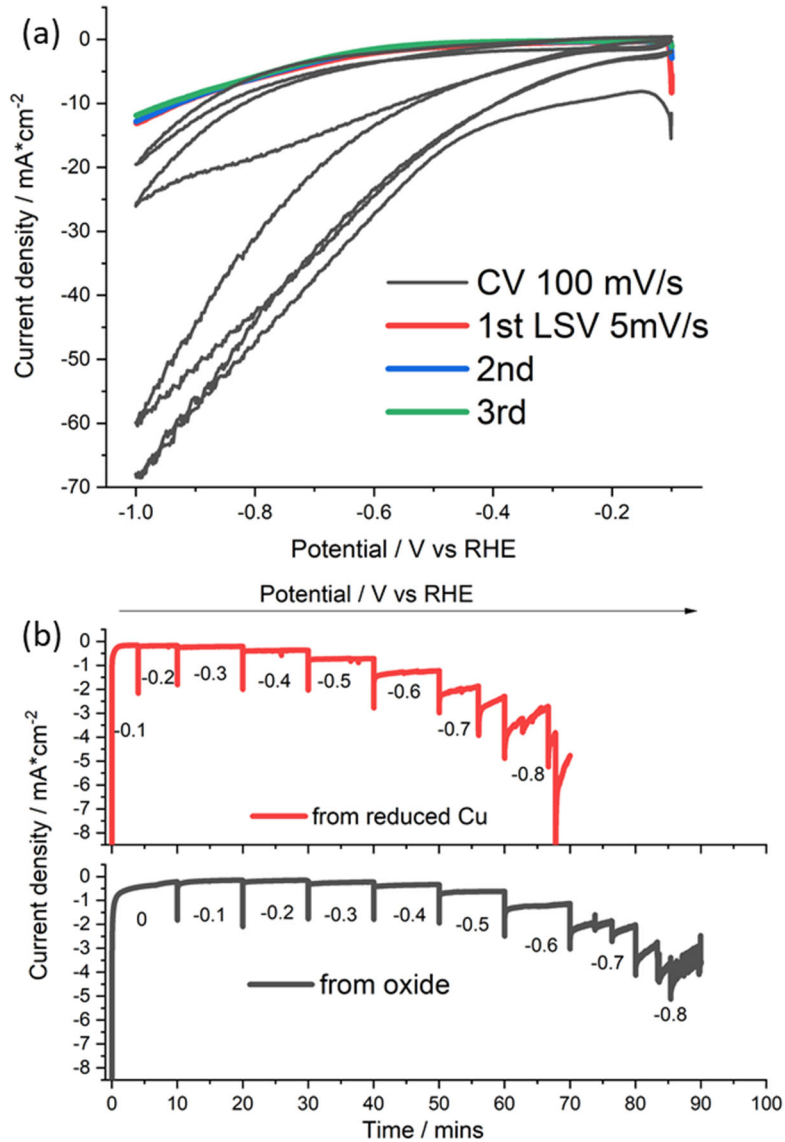 (a)
0
-10
-20
-30
-40
-50
-60
-70
Current density / mA*cm-2
CV 100 mV/s
1st LSV 5mV/s
2nd
3rd
-1.0 -0.8 -0.6 -0.4 -0.2
Potential / V vs RHE
Potential / V vs RHE
(b)
0
-1
-2
-3
-4
-5
-6
-7
-8
-0.1 -0.2 -0.3 -0.4 -0.5 -0.6 -0.7 -0.8
from reduced Cu
Current density / mA*cm-2
0
-1
-2
-3
-4
-5
-6
-7
-8
0 -0.1 -0.2 -0.3 -0.4 -0.5 -0.6 -0.7 -0.8
from oxide
0 10 20 30 40 50 60 70 80 90 100
Time / mins